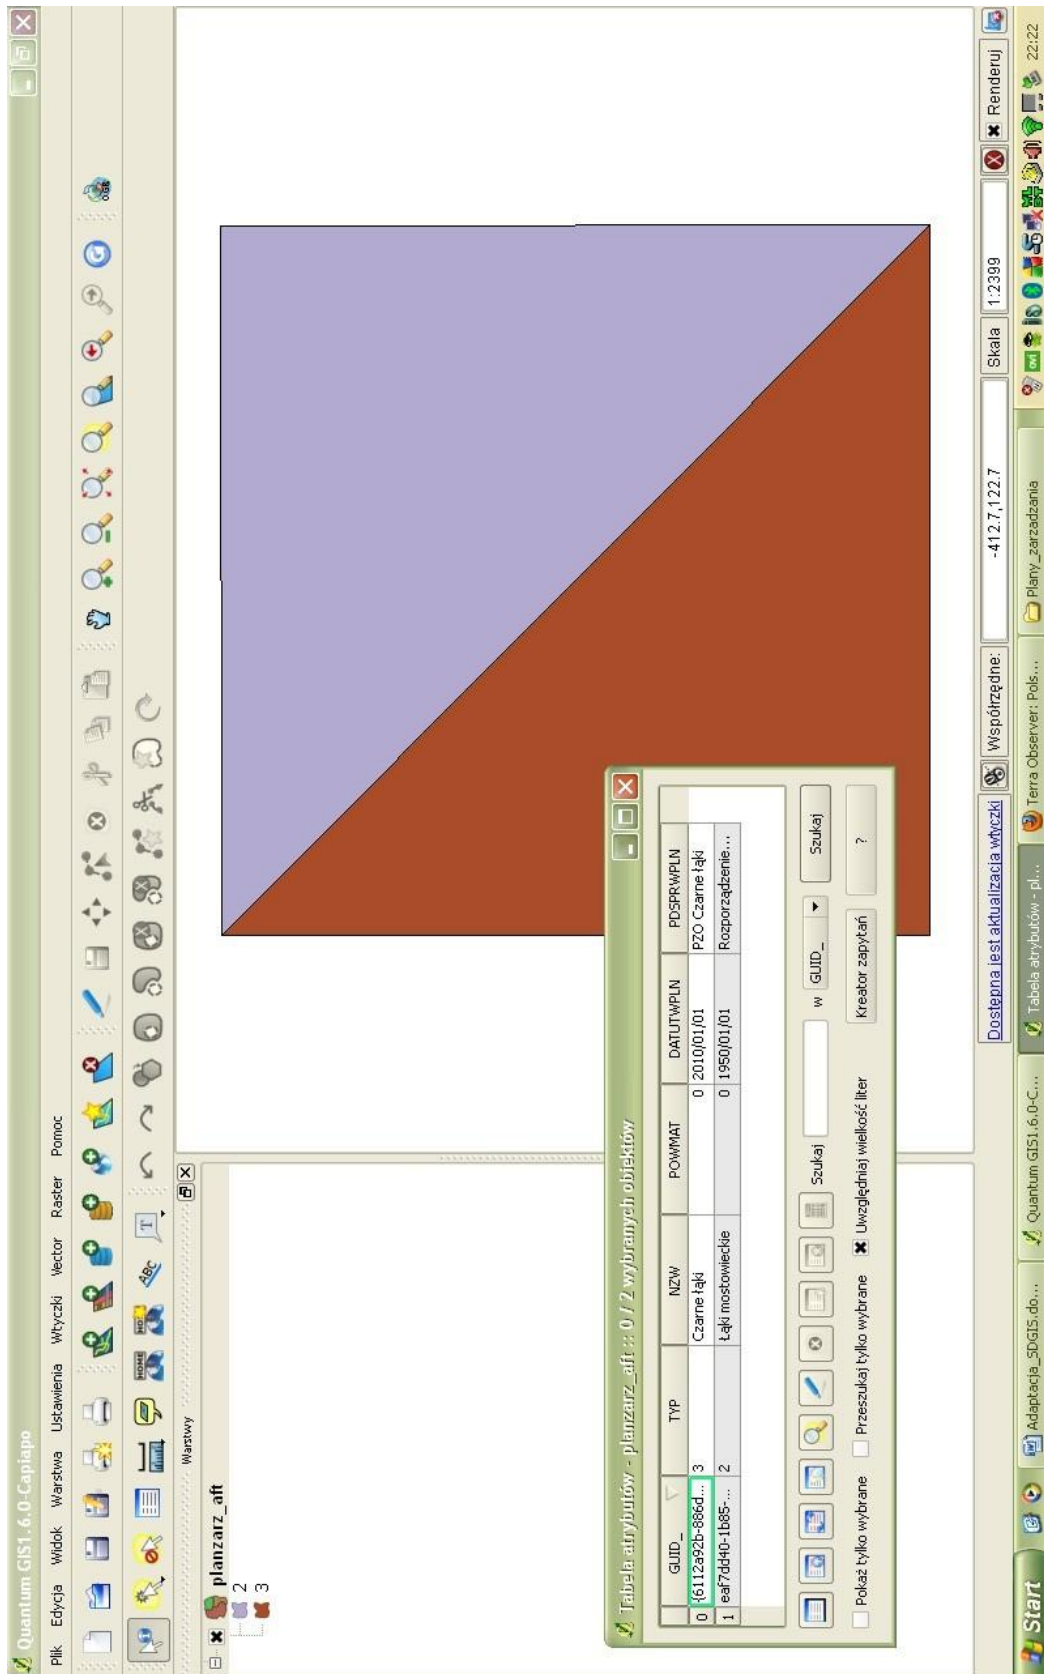 Quantum GIS1.6.0-Capiapo
Plik Edycja Widok Warstwa Ustawienia Wtyczki Vector Raster Pomoc
Warstwy
planzarz_aft
2
3
Tabela atrybutów - planzarz_aft :: 0 / 2 wybranych obiektów
GUID_ TYP NZW POWMAT DATUTWPLN PDSPRWPLN
0 {6112a92b-886d... 3 Czarne łąki 0 2010/01/01 PZO Czarne łąki
1 eaf7dd40-1b85-... 2 Łąki mostowieckie 0 1950/01/01 Rozporządzenie...
Szukaj w GUID_ Szukaj
Pokaż tylko wybrane Przeszukaj tylko wybrane Uwzględniaj wielkość liter Kreator zapytań ?
Dostępna jest aktualizacja wtyczki Współrzędne: -412.7,122.7 Skala 1:2399 Renderuj
Start Adaptacja_SDGIS.do... Quantum GIS1.6.0-C... Tabela atrybutów - pl... Terra Observer: Pols... Plany_zarzadzania 22:22